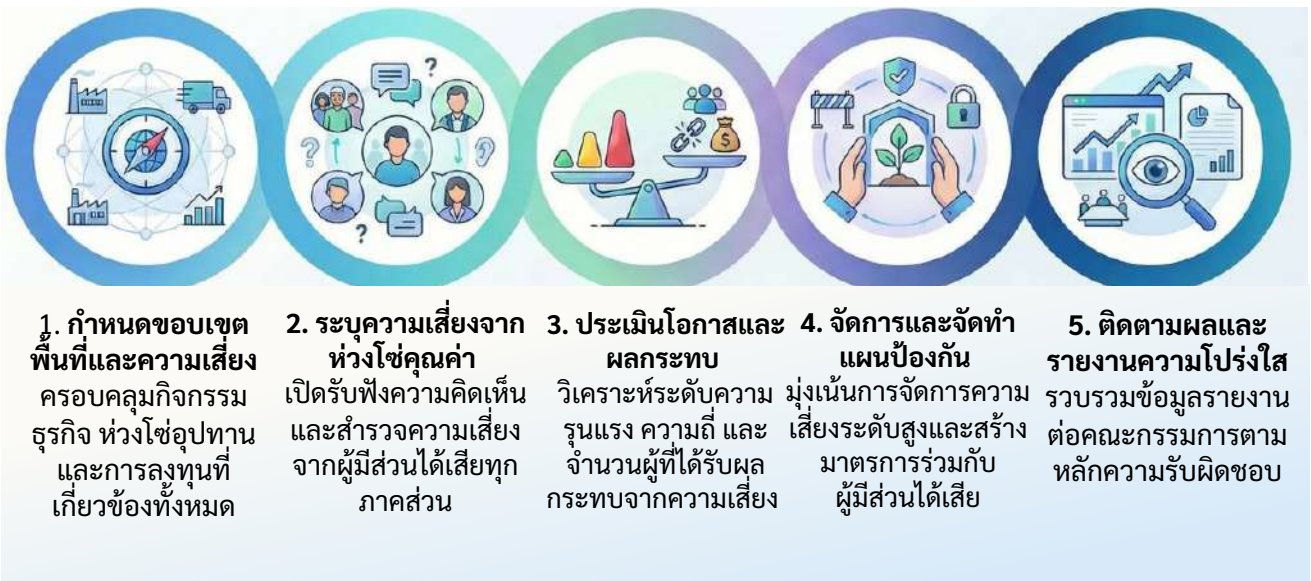 1. กำหนดขอบเขต
พื้นที่และความเสี่ยง
ครอบคลุมกิจกรรม
ธุรกิจ ห่วงโซ่อุปทาน
และการลงทุนที่
เกี่ยวข้องทั้งหมด
2. ระบุความเสี่ยงจาก
ห่วงโซ่คุณค่า
เปิดรับฟังความคิดเห็น
และสำรวจความเสี่ยง
จากผู้มีส่วนได้เสียทุก
ภาคส่วน
3. ประเมินโอกาสและ
ผลกระทบ
วิเคราะห์ระดับความ
รุนแรง ความถี่ และ
จำนวนผู้ที่ได้รับผล
กระทบจากความเสี่ยง
4. จัดการและจัดทำ
แผนป้องกัน
มุ่งเน้นการจัดการความ
เสี่ยงระดับสูงและสร้าง
มาตรการร่วมกับ
ผู้มีส่วนได้เสีย
5. ติดตามผลและ
รายงานความโปร่งใส
รวบรวมข้อมูลรายงาน
ต่อคณะกรรมการตาม
หลักความรับผิดชอบ